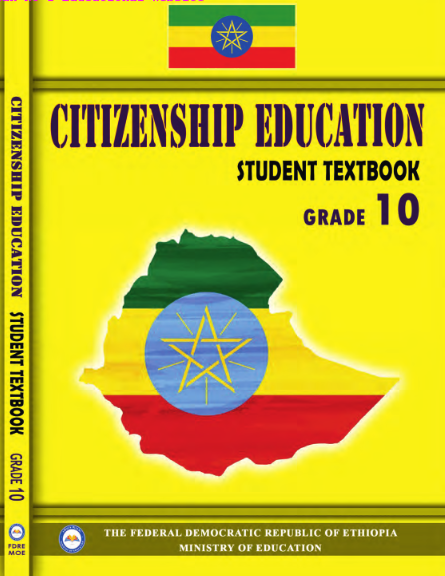 CITIZENSHIP EDUCATION
STUDENT TEXTBOOK
GRADE 10
THE FEDERAL DEMOCRATIC REPUBLIC OF ETHIOPIA
MINISTRY OF EDUCATION
CITIZENSHIP EDUCATION STUDENT TEXTBOOK GRADE 10
FDRE
MOE